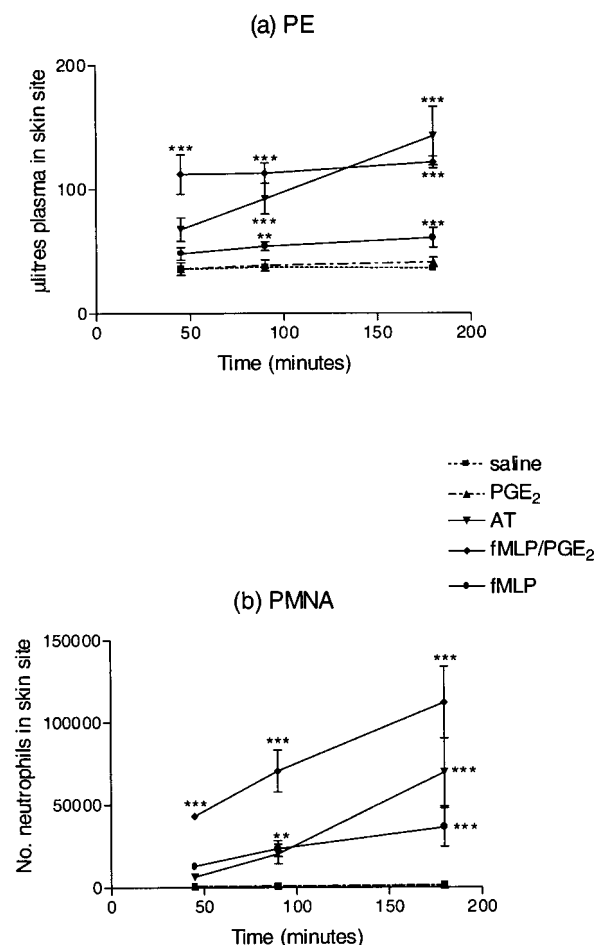 (a) PE
200
100
0
μlitres plasma in skin site
***
***
***
**
***
***
***
0
50
100
150
200
Time (minutes)
saline
PGE₂
AT
fMLP/PGE₂
fMLP
(b) PMNA
150000
100000
50000
0
No. neutrophils in skin site
***
***
***
**
***
***
0
50
100
150
200
Time (minutes)